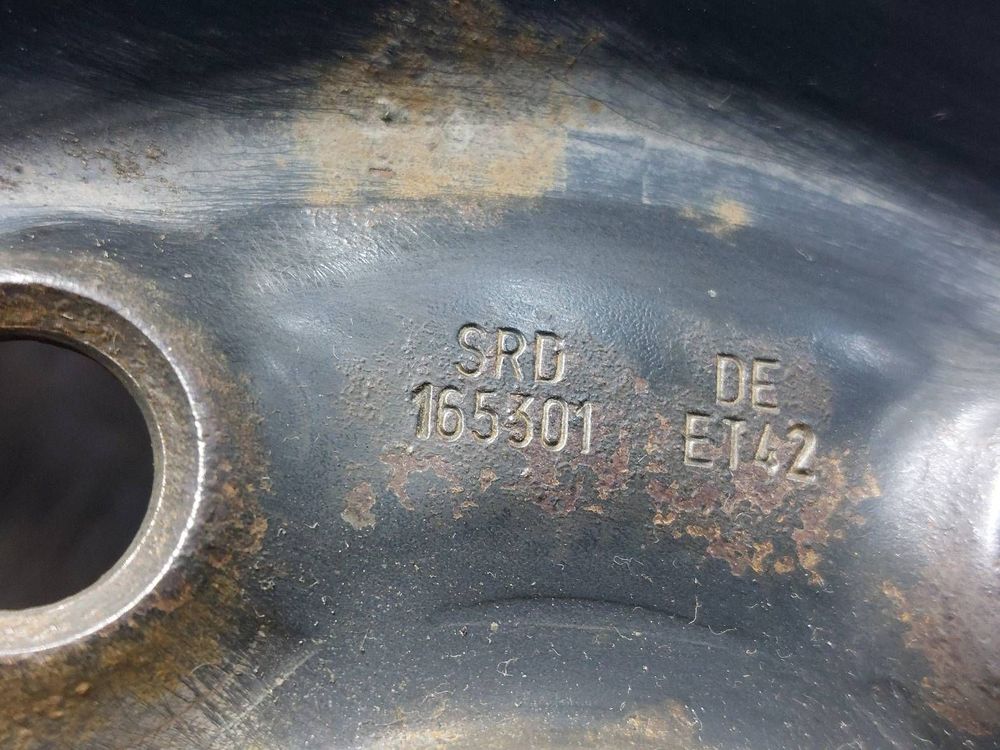 SRD
165301
DE
ET42